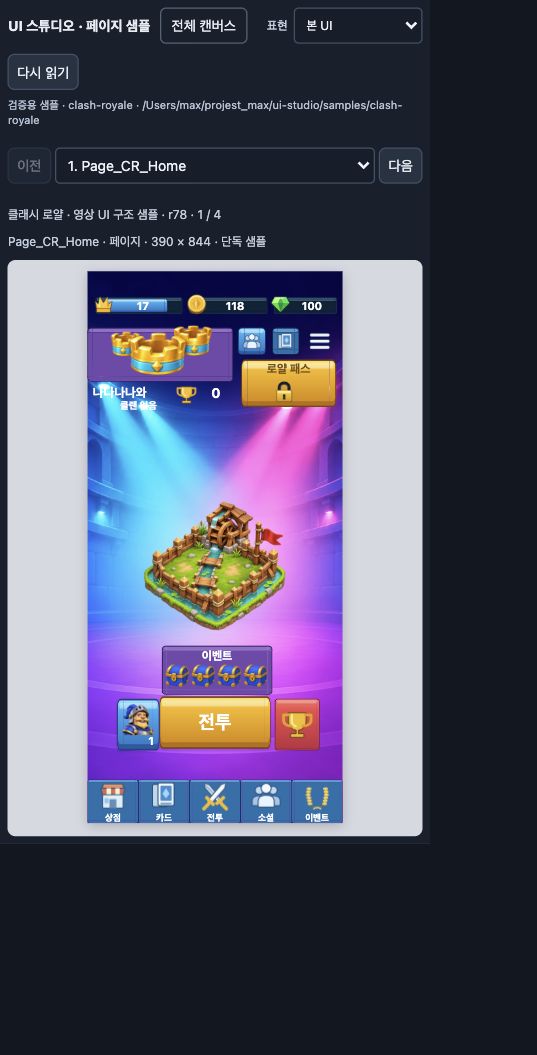 UI 스튜디오 · 페이지 샘플
전체 캔버스
표현
본 UI
다시 읽기
검증용 샘플 · clash-royale · /Users/max/projest_max/ui-studio/samples/clash-
royale
이전
1. Page_CR_Home
다음
클래시 로얄 · 영상 UI 구조 샘플 · r78 · 1 / 4
Page_CR_Home · 페이지 · 390 × 844 · 단독 샘플
17
118
100
로얄 패스
나다나나와
0
클랜 없음
이벤트
1
전투
상점
카드
전투
소셜
이벤트